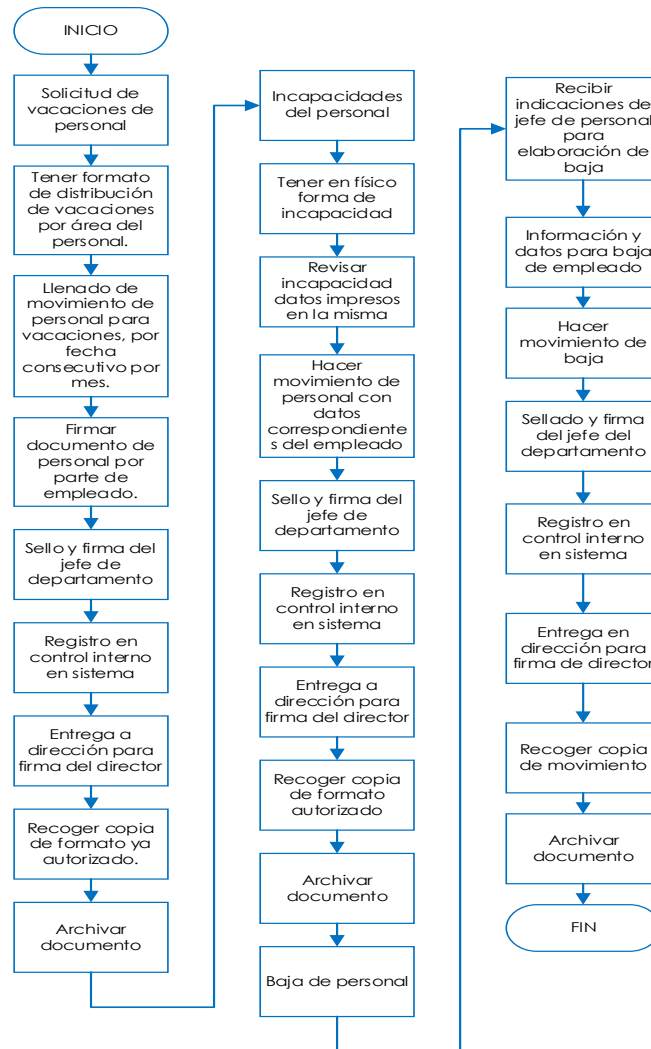 INICIO
Solicitud de
vacaciones de
personal
Tener formato
de distribución
de vacaciones
por área del
personal.
Llenado de
movimiento de
personal para
vacaciones, por
fecha
consecutivo por
mes.
Firmar
documento de
personal por
parte de
empleado.
Sello y firma del
jefe de
departamento
Registro en
control interno
en sistema
Entrega a
dirección para
firma del director
Recoger copia
de formato ya
autorizado.
Archivar
documento
Incapacidades
del personal
Tener en físico
forma de
incapacidad
Revisar
incapacidad
datos impresos
en la misma
Hacer
movimiento de
personal con
datos
correspondiente
s del empleado
Sello y firma del
jefe de
departamento
Registro en
control interno
en sistema
Entrega a
dirección para
firma del director
Recoger copia
de formato
autorizado
Archivar
documento
Baja de personal
Recibir
indicaciones de
jefe de personal
para
elaboración de
baja
Información y
datos para baja
de empleado
Hacer
movimiento de
baja
Sellado y firma
del jefe del
departamento
Registro en
control interno
en sistema
Entrega en
dirección para
firma de director
Recoger copia
de movimiento
Archivar
documento
FIN